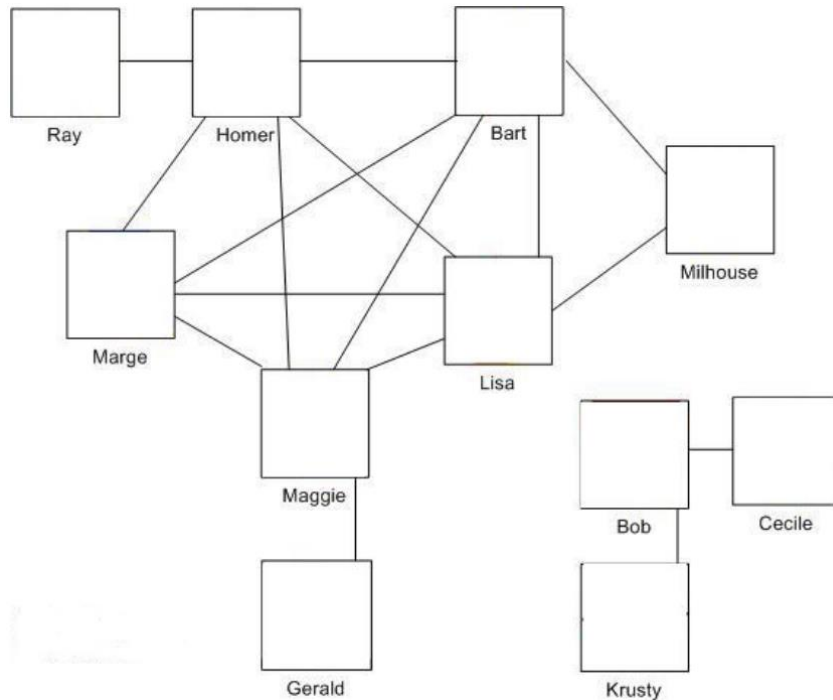 Ray
Homer
Bart
Milhouse
Marge
Lisa
Maggie
Bob
Cecile
Gerald
Krusty